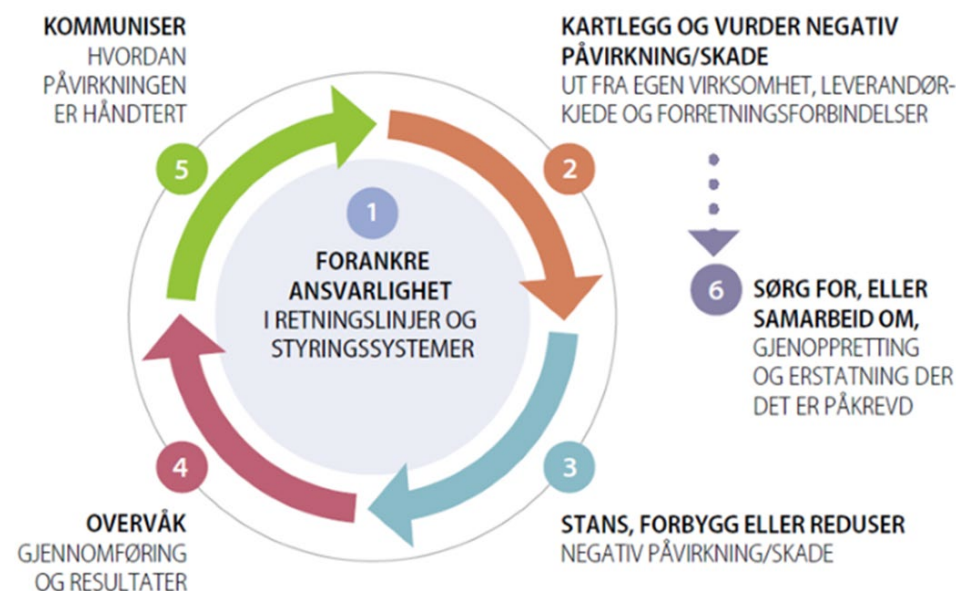 KOMMUNISER
HVORDAN
PÅVIRKNINGEN
ER HÅNDTERT
5
KARTLEGG OG VURDER NEGATIV
PÅVIRKNING/SKADE
UT FRA EGEN VIRKSOMHET, LEVERANDØR-
KJEDE OG FORRETNINGSFORBINDELSER
2
1
FORANKRE
ANSVARLIGHET
I RETNINGSLINJER OG
STYRINGSSYSTEMER
6
SØRG FOR, ELLER
SAMARBEID OM,
GJENOPPRETTING
OG ERSTATNING DER
DET ER PÅKREVD
4
OVERVÅK
GJENNOMFØRING
OG RESULTATER
3
STANS, FORBYGG ELLER REDUSER
NEGATIV PÅVIRKNING/SKADE